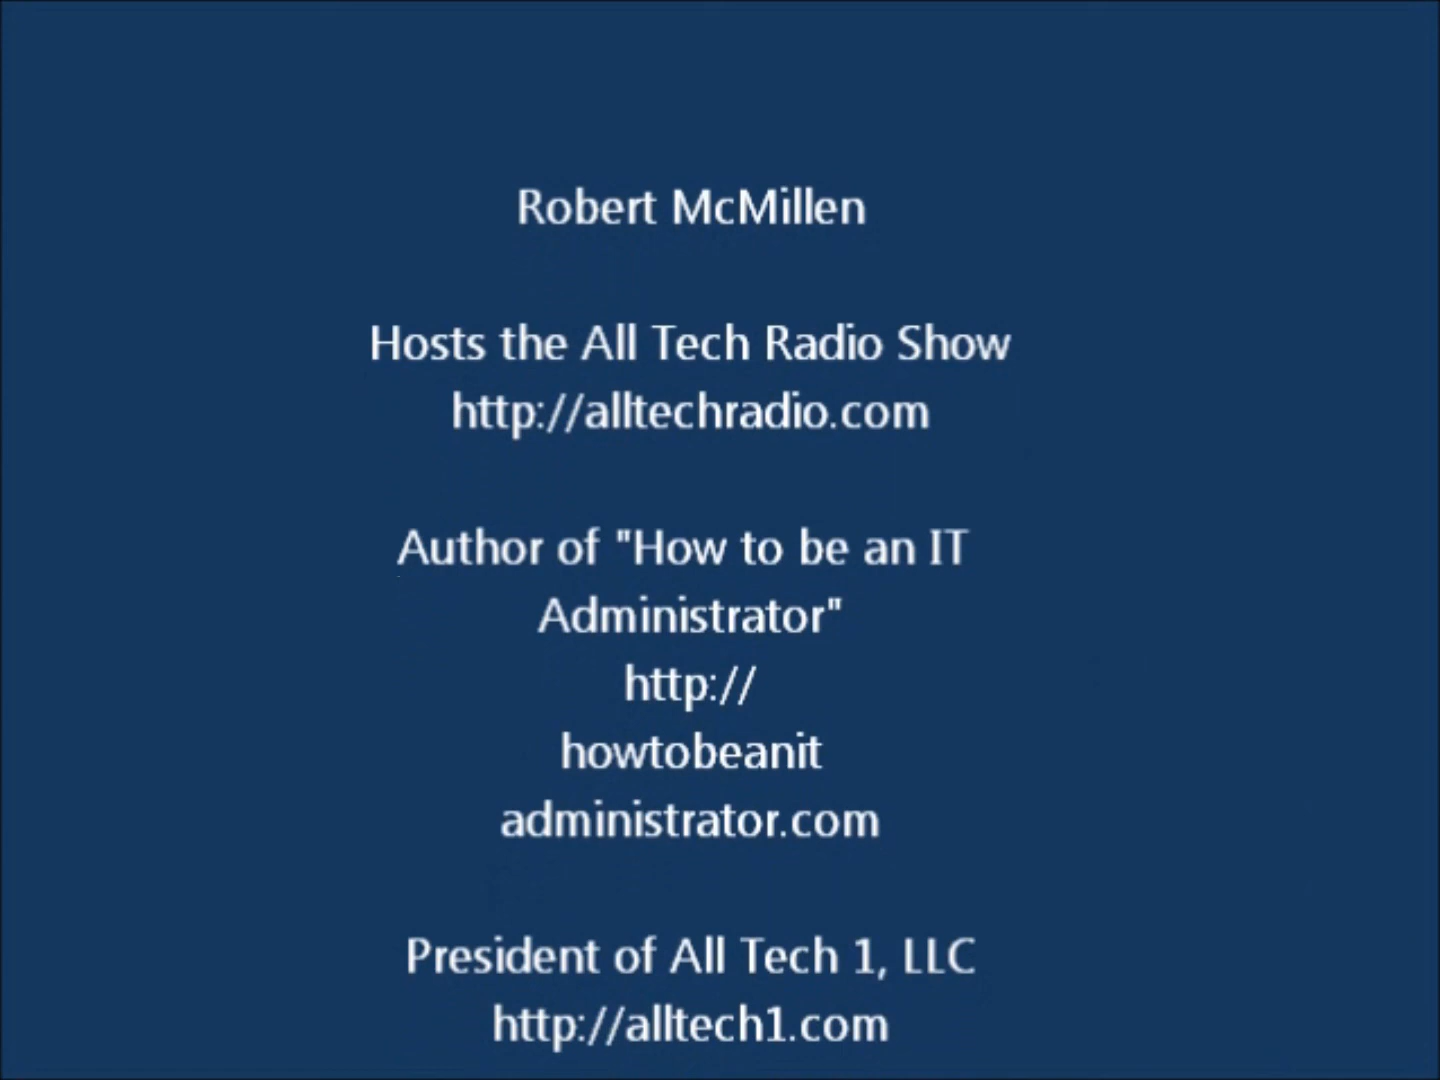 Robert McMillen
Hosts the All Tech Radio Show
http://alltechradio.com
Author of "How to be an IT
Administrator"
http://
howtobeanit
administrator.com
President of All Tech 1, LLC
http://alltech1.com